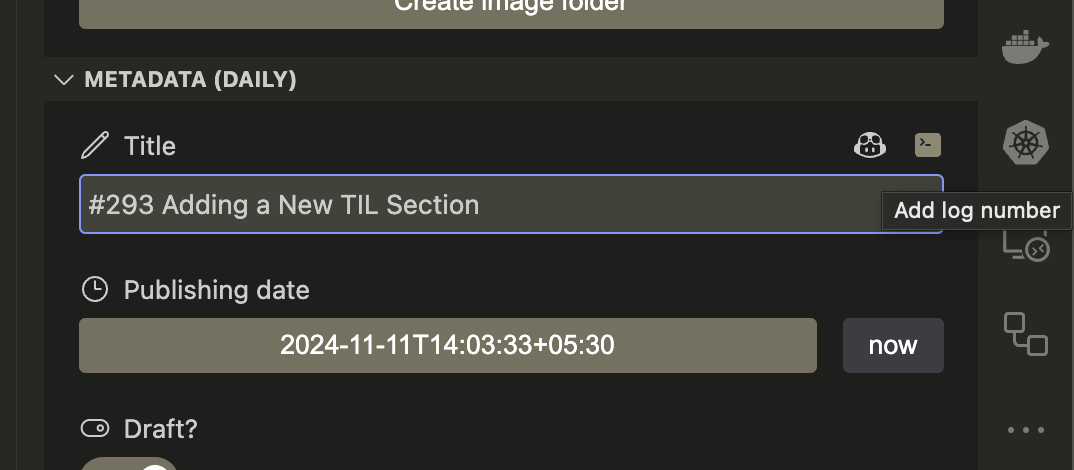 Create image folder
METADATA (DAILY)
Title
#293 Adding a New TIL Section
Add log number
Publishing date
2024-11-11T14:03:33+05:30
now
Draft?